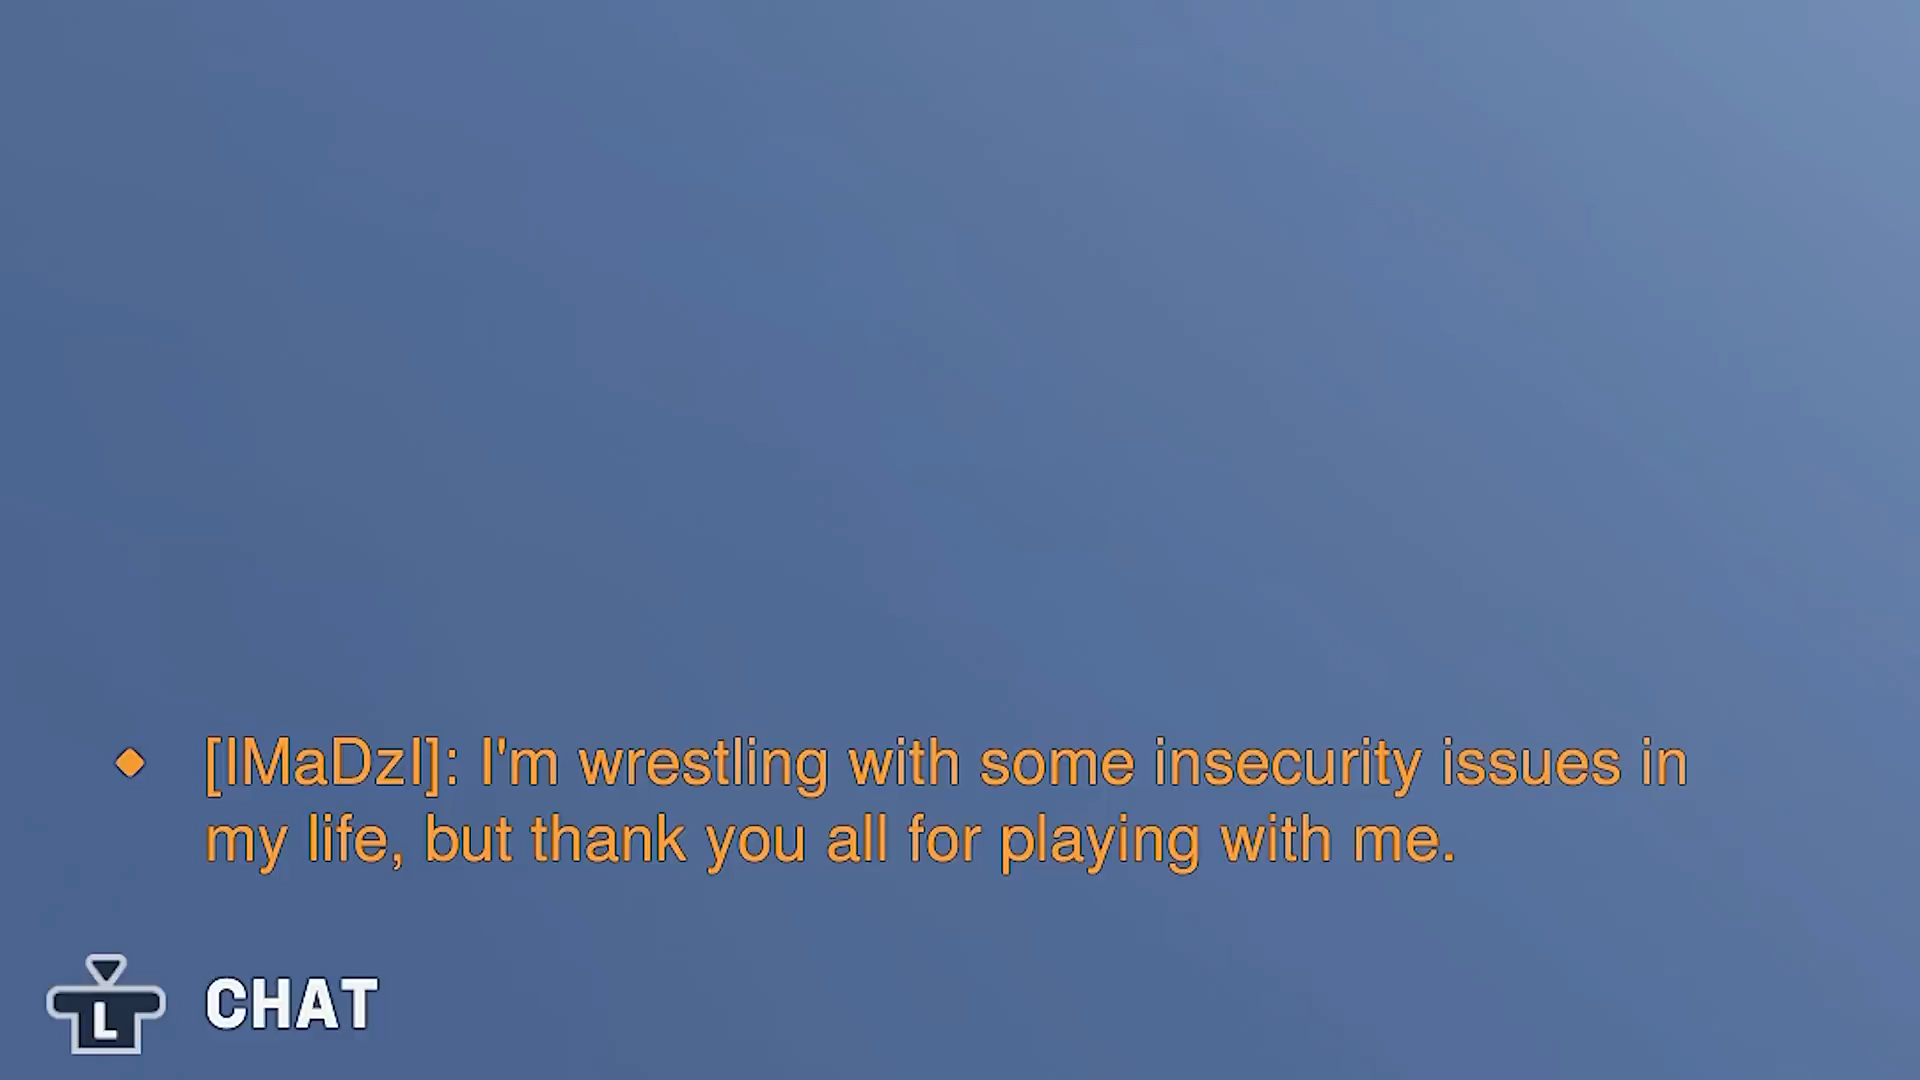 [IMaDzI]: I'm wrestling with some insecurity issues in
my life, but thank you all for playing with me.
L CHAT